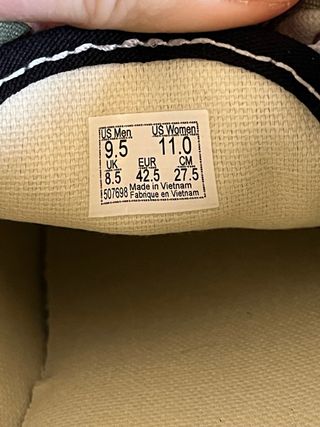 US Men US Women
9.5 11.0
UK EUR CM
8.5 42.5 27.5
507698 Made in Vietnam
Fabrique en Vietnam